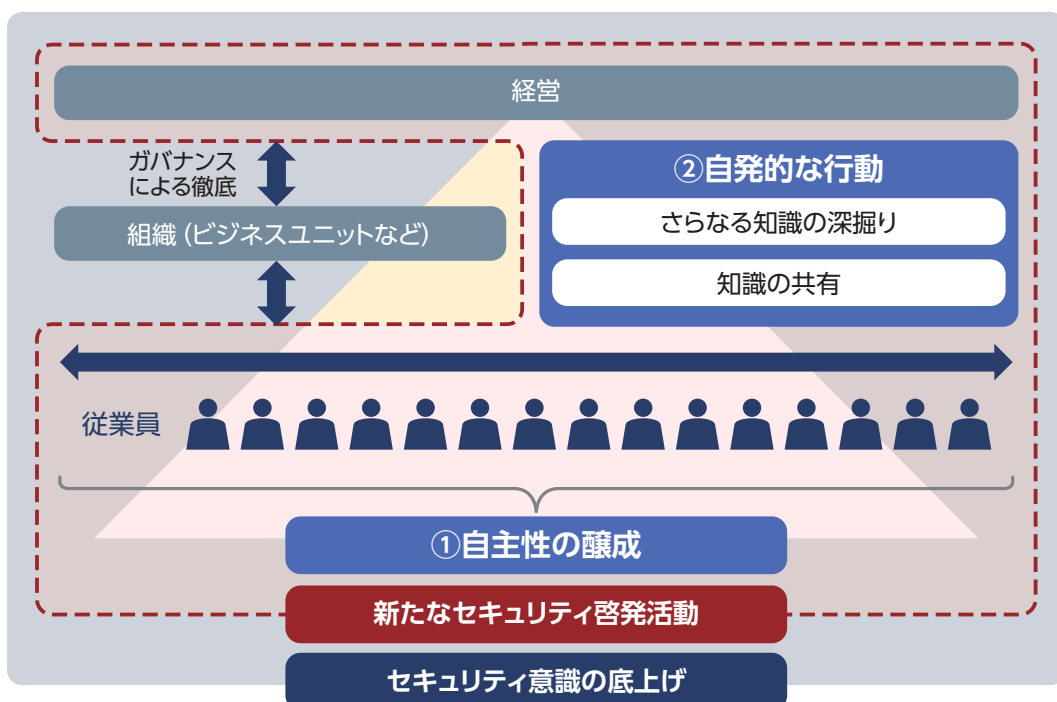 経営
ガバナンス
による徹底
組織（ビジネスユニットなど）
②自発的な行動
さらなる知識の深掘り
知識の共有
従業員
①自主性の醸成
新たなセキュリティ啓発活動
セキュリティ意識の底上げ